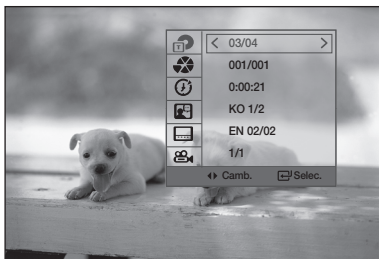 T
< 03/04 >
001/001
0:00:21
KO 1/2
EN 02/02
1/1
Camb. Selec.